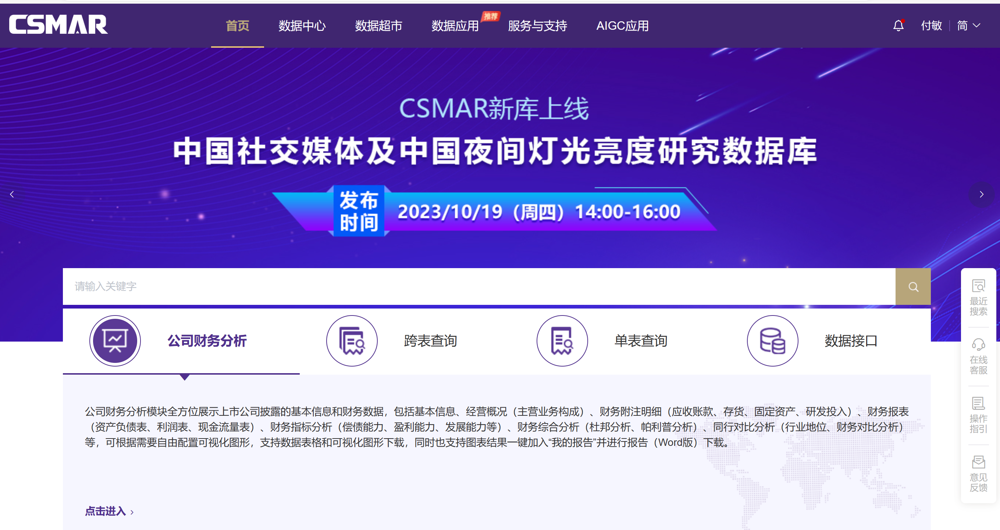 CSMAR
首页
数据中心
数据超市
数据应用
推荐
服务与支持
AIGC应用
付敏
简
CSMAR新库上线
中国社交媒体及中国夜间灯光亮度研究数据库
发布
时间
2023/10/19（周四）14:00-16:00
请输入关键字
公司财务分析
跨表查询
单表查询
数据接口
公司财务分析模块全方位展示上市公司披露的基本信息和财务数据，包括基本信息、经营概况（主营业务构成）、财务附注明细（应收账款、存货、固定资产、研发投入）、财务报表
（资产负债表、利润表、现金流量表）、财务指标分析（偿债能力、盈利能力、发展能力等）、财务综合分析（杜邦分析、帕利普分析）、同行对比分析（行业地位、财务对比分析）
等，可根据需要自由配置可视化图形，支持数据表格和可视化图形下载，同时也支持图表结果一键加入“我的报告”并进行报告（Word版）下载。
点击进入
最近
搜索
在线
客服
操作
指引
意见
反馈